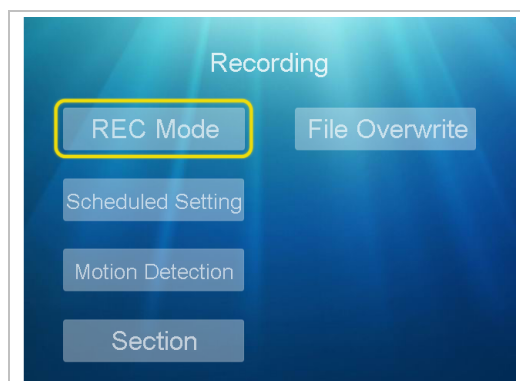 Recording
REC Mode
File Overwrite
Scheduled Setting
Motion Detection
Section